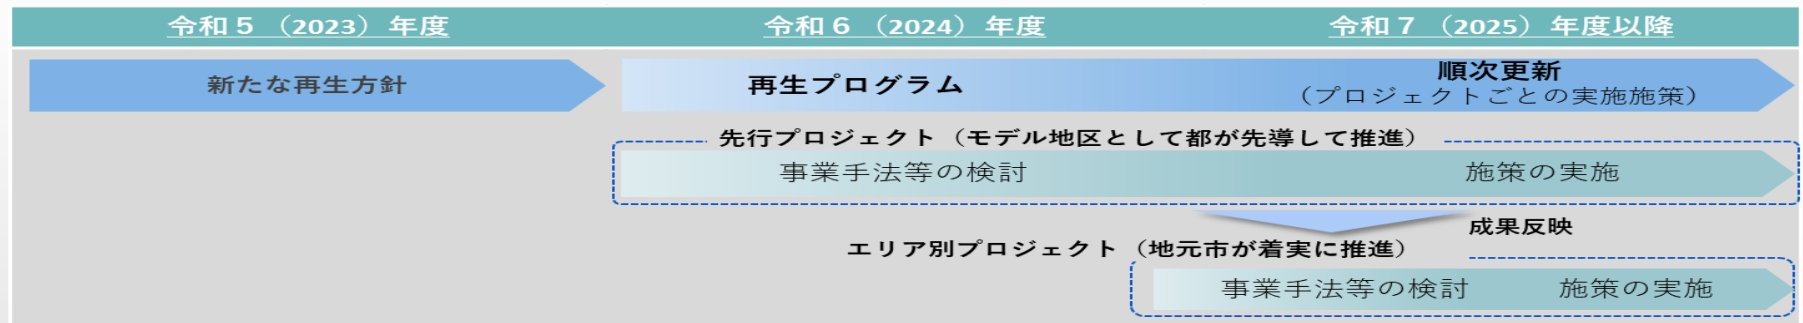 令和５（2023）年度
令和６（2024）年度
令和７（2025）年度以降
新たな再生方針
再生プログラム
順次更新
（プロジェクトごとの実施施策）
先行プロジェクト（モデル地区として都が先導して推進）
事業手法等の検討
施策の実施
成果反映
エリア別プロジェクト（地元市が着実に推進）
事業手法等の検討
施策の実施